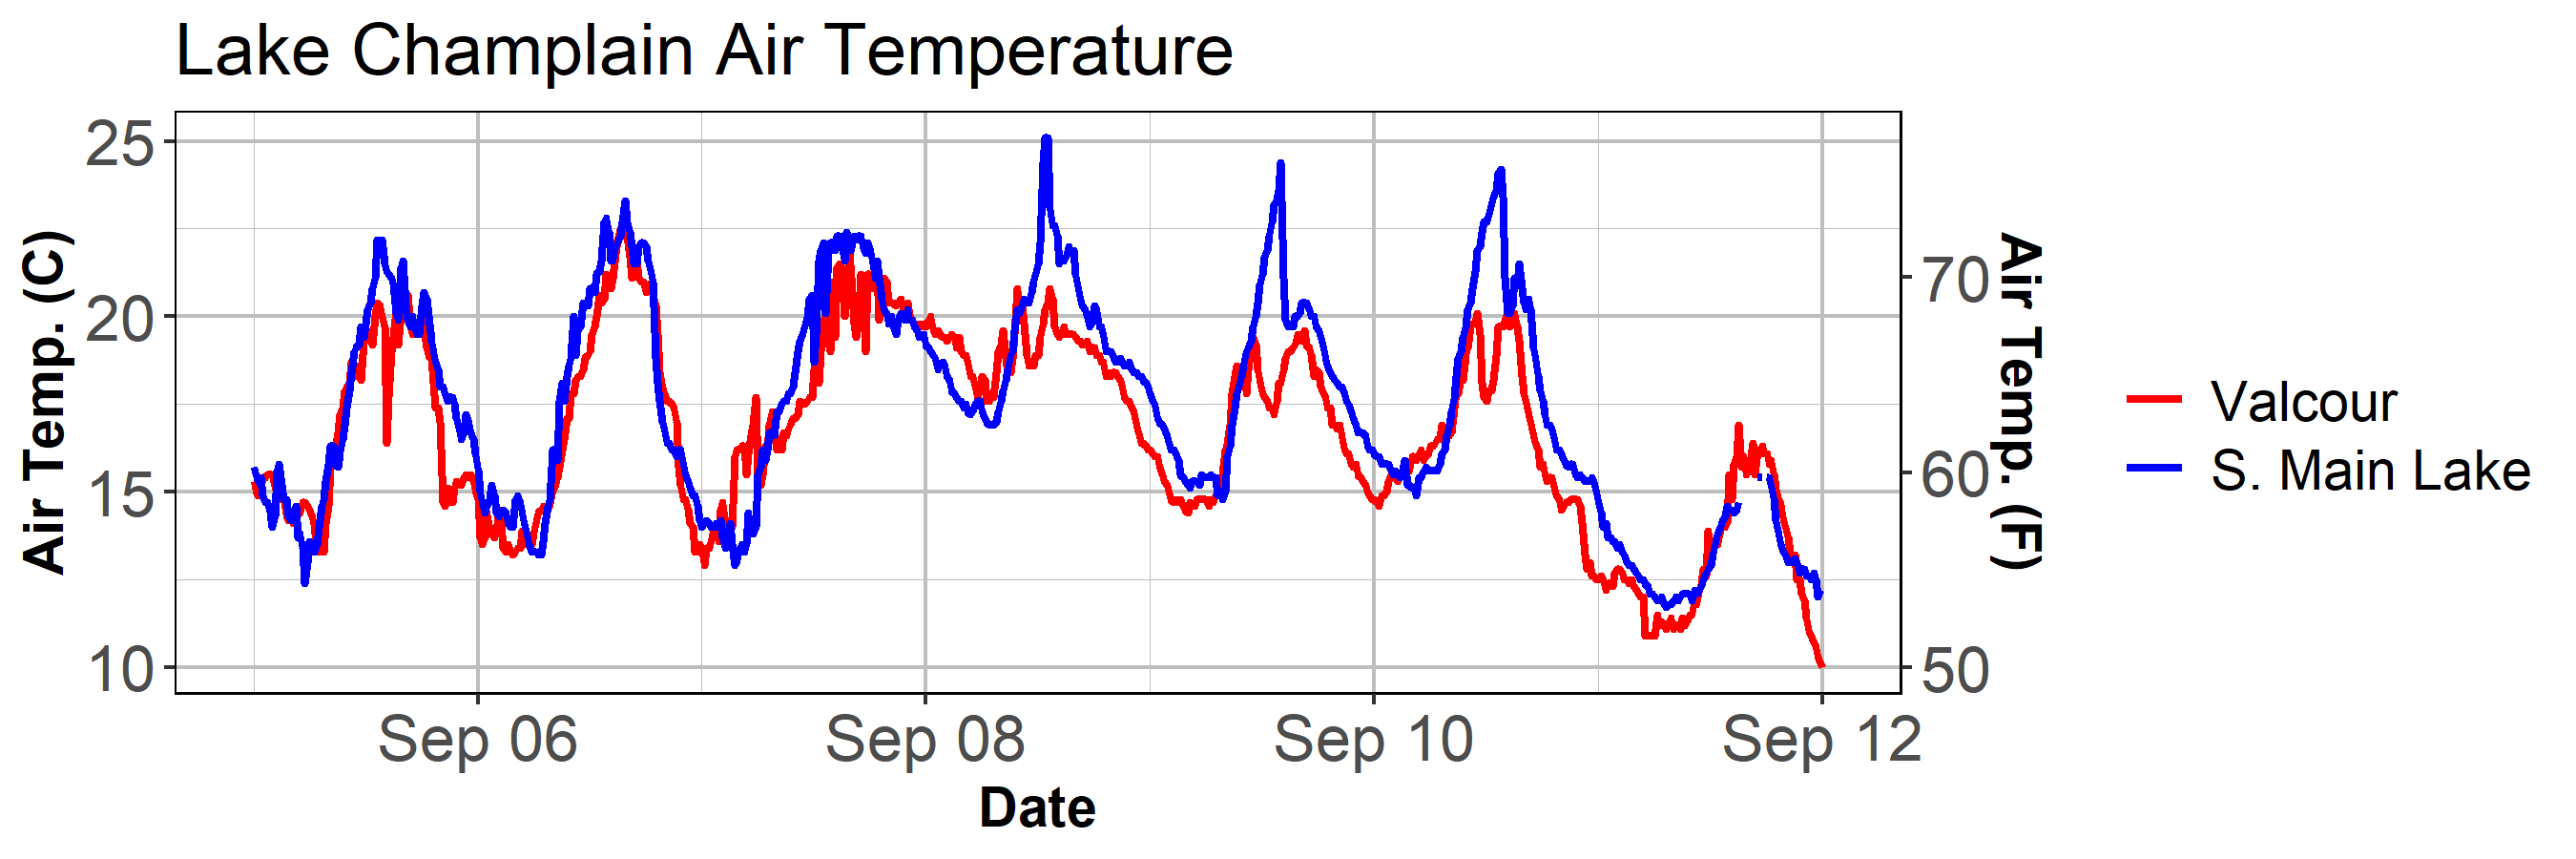 Lake Champlain Air Temperature
Air Temp. (C)
25
20
15
10
Sep 06
Sep 08
Sep 10
Sep 12
Date
70
60
50
Air Temp. (F)
Valcour
S. Main Lake